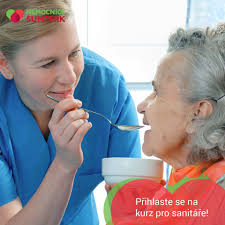 NEMOCNICE
ŠUMPERK
Přihlaste se na
kurz pro sanitáře!